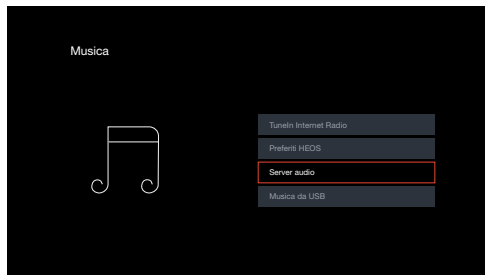 Musica
TuneIn Internet Radio
Preferiti HEOS
Server audio
Musica da USB